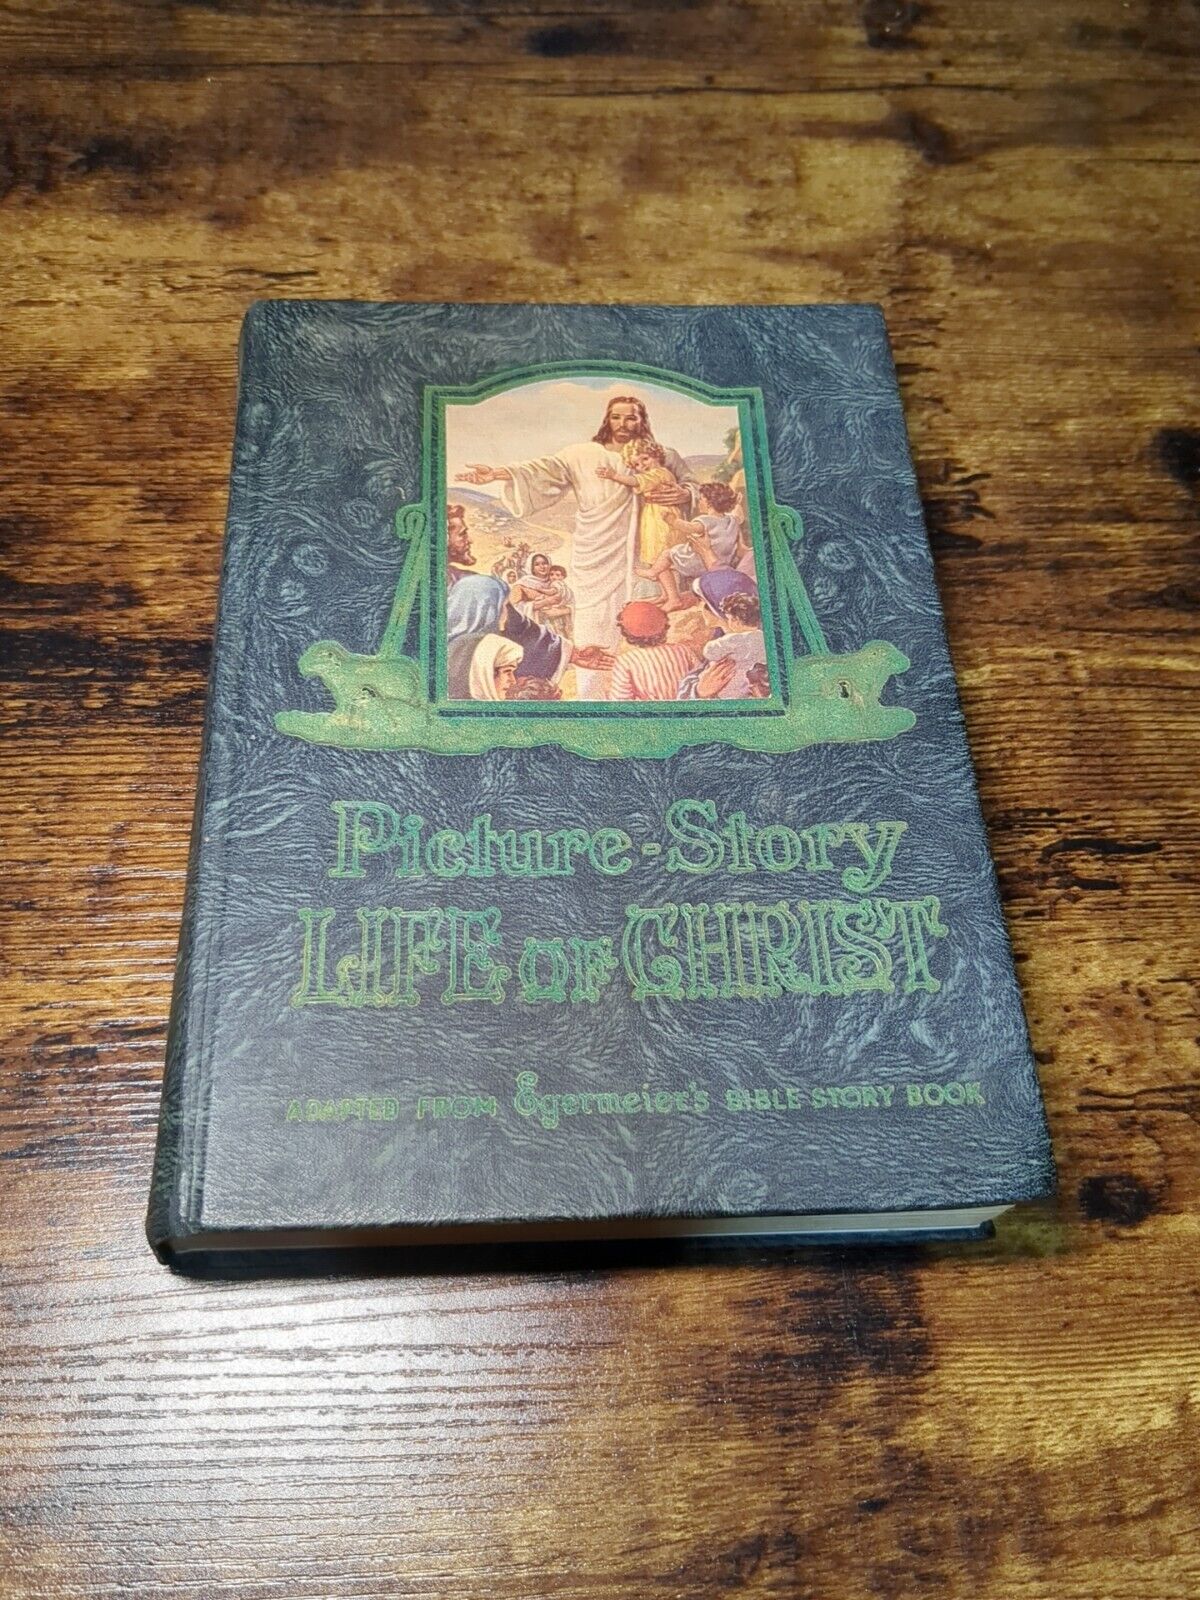 Picture-Story
LIFE OF CHRIST
ADAPTED FROM Egermeier's BIBLE STORY BOOK